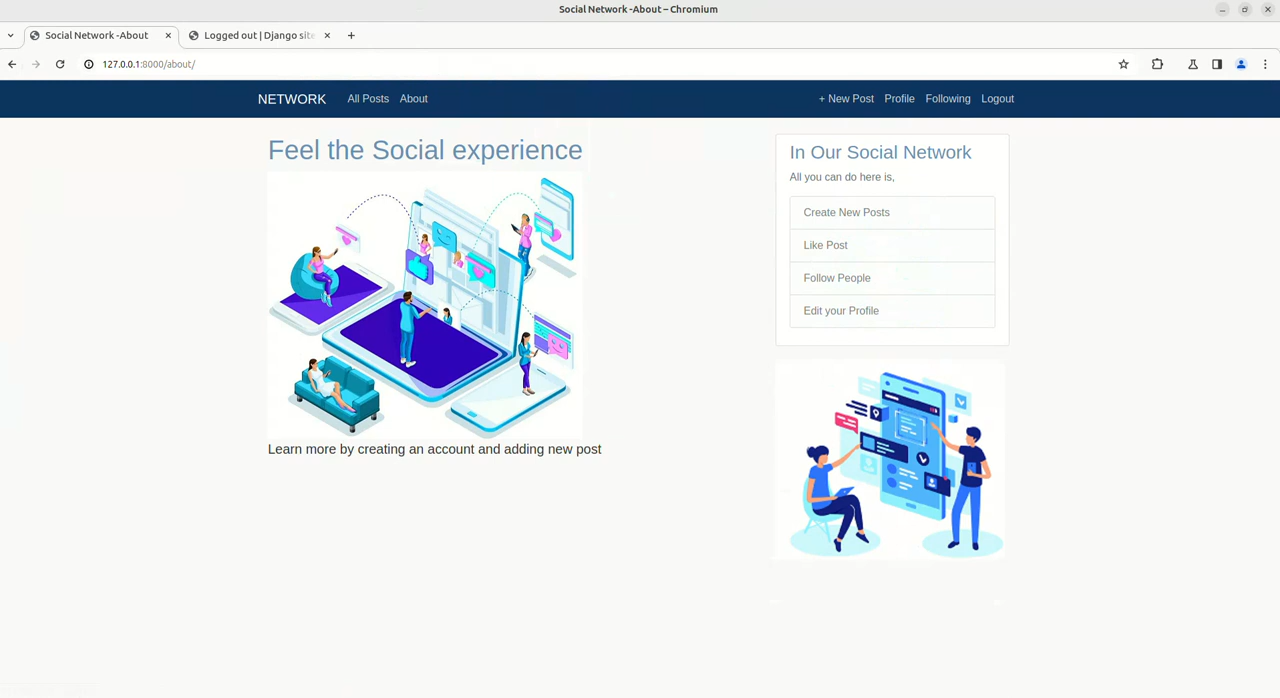 Social Network -About – Chromium
Social Network -About
Logged out | Django site
127.0.0.1:8000/about/
NETWORK All Posts About + New Post Profile Following Logout
Feel the Social experience
Learn more by creating an account and adding new post
In Our Social Network
All you can do here is,
Create New Posts
Like Post
Follow People
Edit your Profile